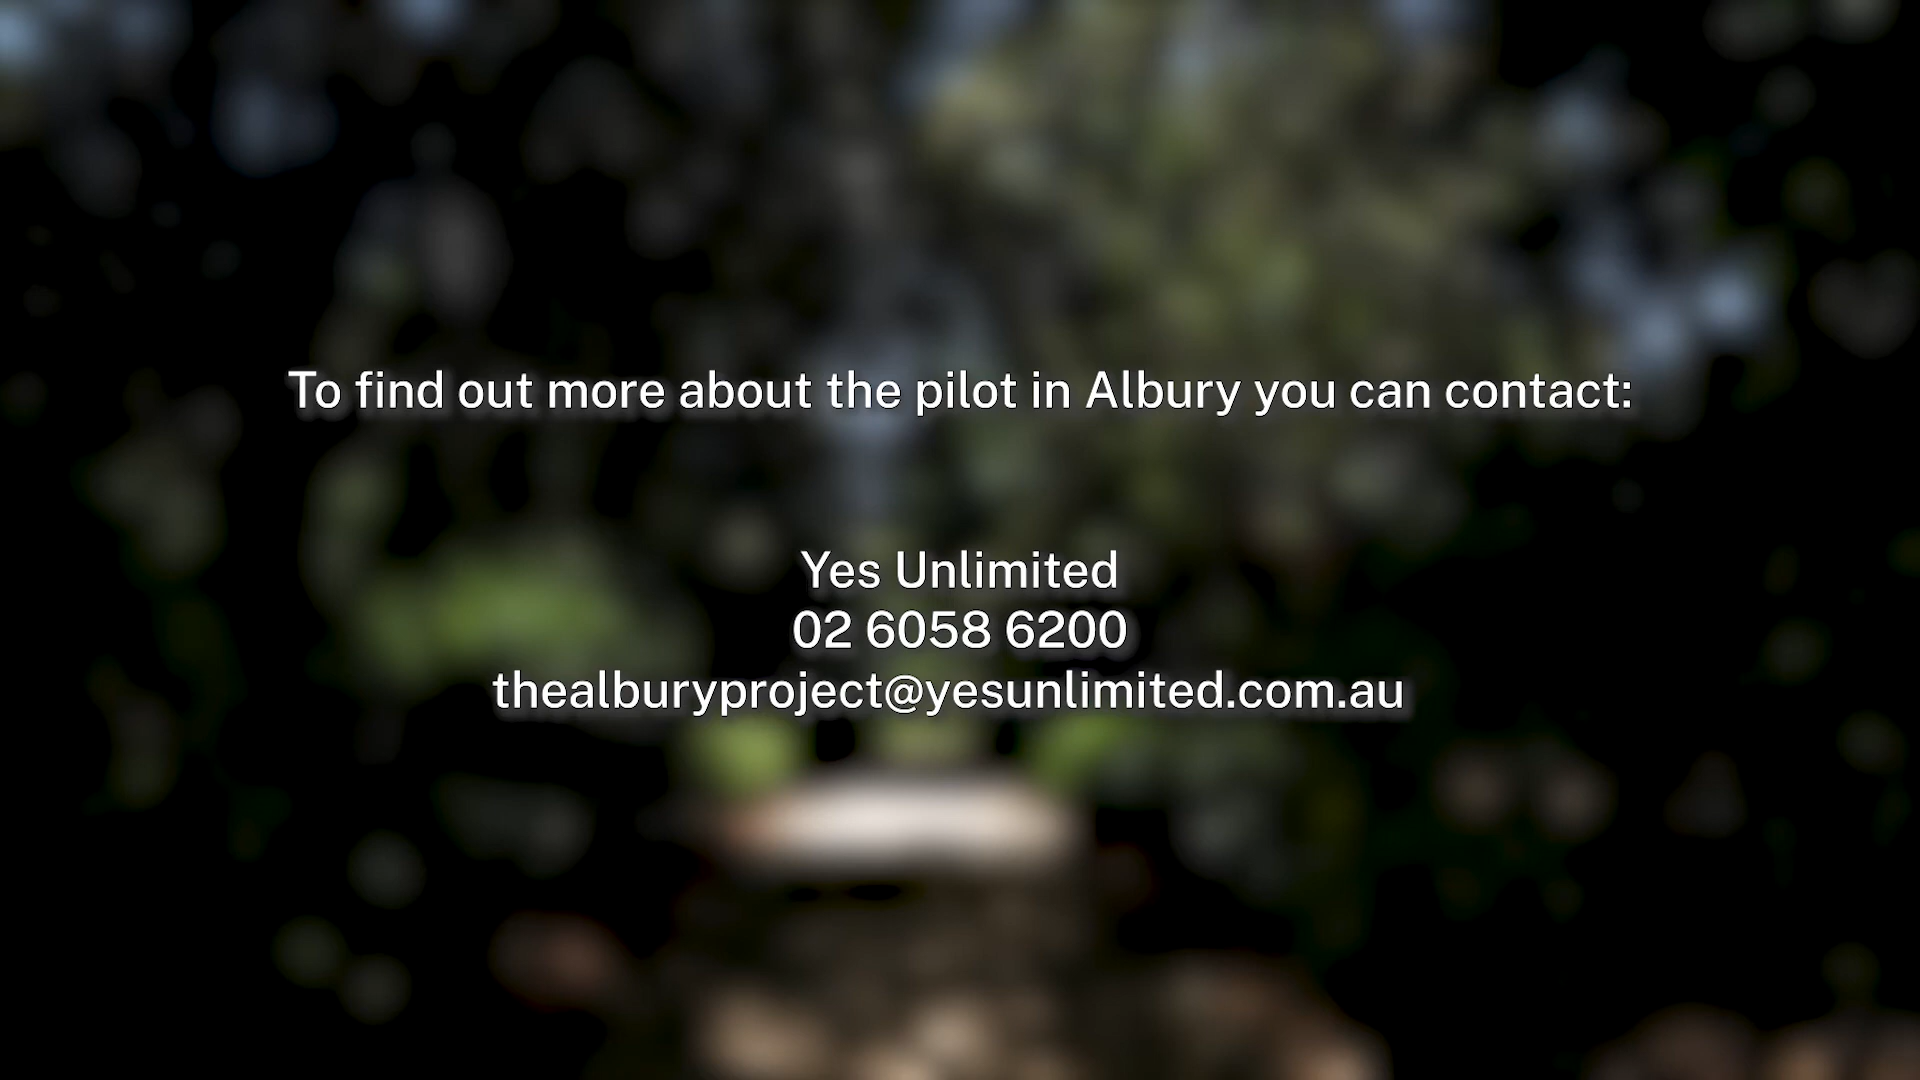 To find out more about the pilot in Albury you can contact:
Yes Unlimited
02 6058 6200
thealburyproject@yesunlimited.com.au